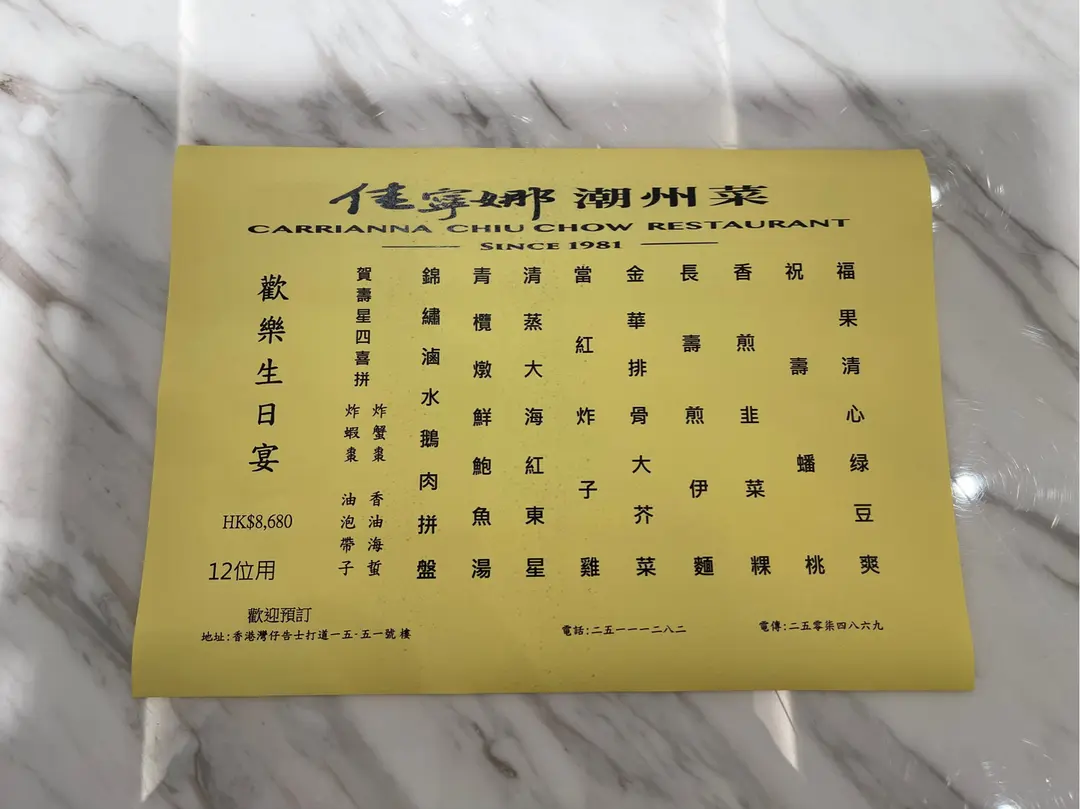 佳寧娜 潮州菜
CARRIANNA CHIU CHOW RESTAURANT
SINCE 1981
歡樂生日宴
HK$8,680
12位用
賀壽星四喜拼
炸蟹棗
炸蝦棗
香油海蜇
油泡帶子
錦繡滷水鵝肉拼盤
青欖燉鮮鮑魚湯
清蒸大海紅東星
當紅炸子雞
金華排骨大芥菜
長壽煎伊麵
香煎韭菜粿
祝壽蟠桃
福果清心绿豆爽
歡迎預訂
地址:香港灣仔告士打道一五·五一號樓
電話:二五一一一二八二
電傳:二五零柒四八六九